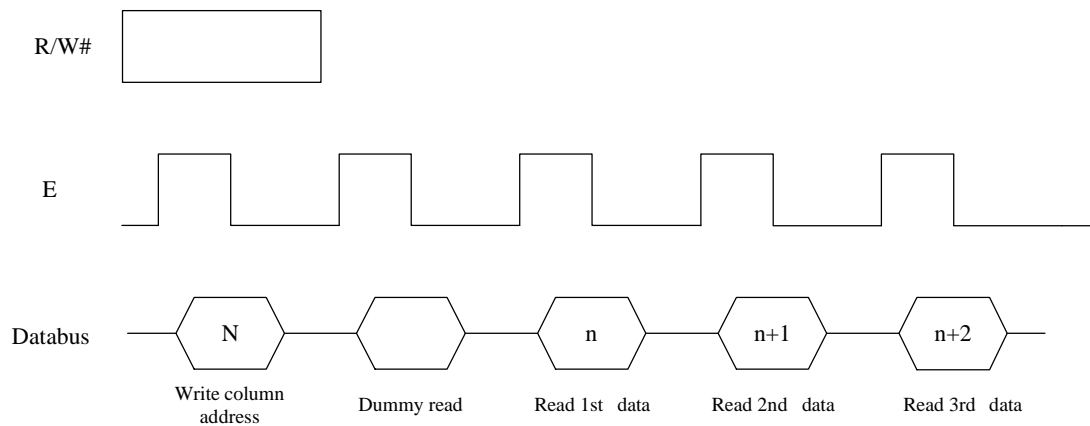 R/W#
E
Databus
N
n
n+1
n+2
Write column
address
Dummy read
Read 1st data
Read 2nd data
Read 3rd data